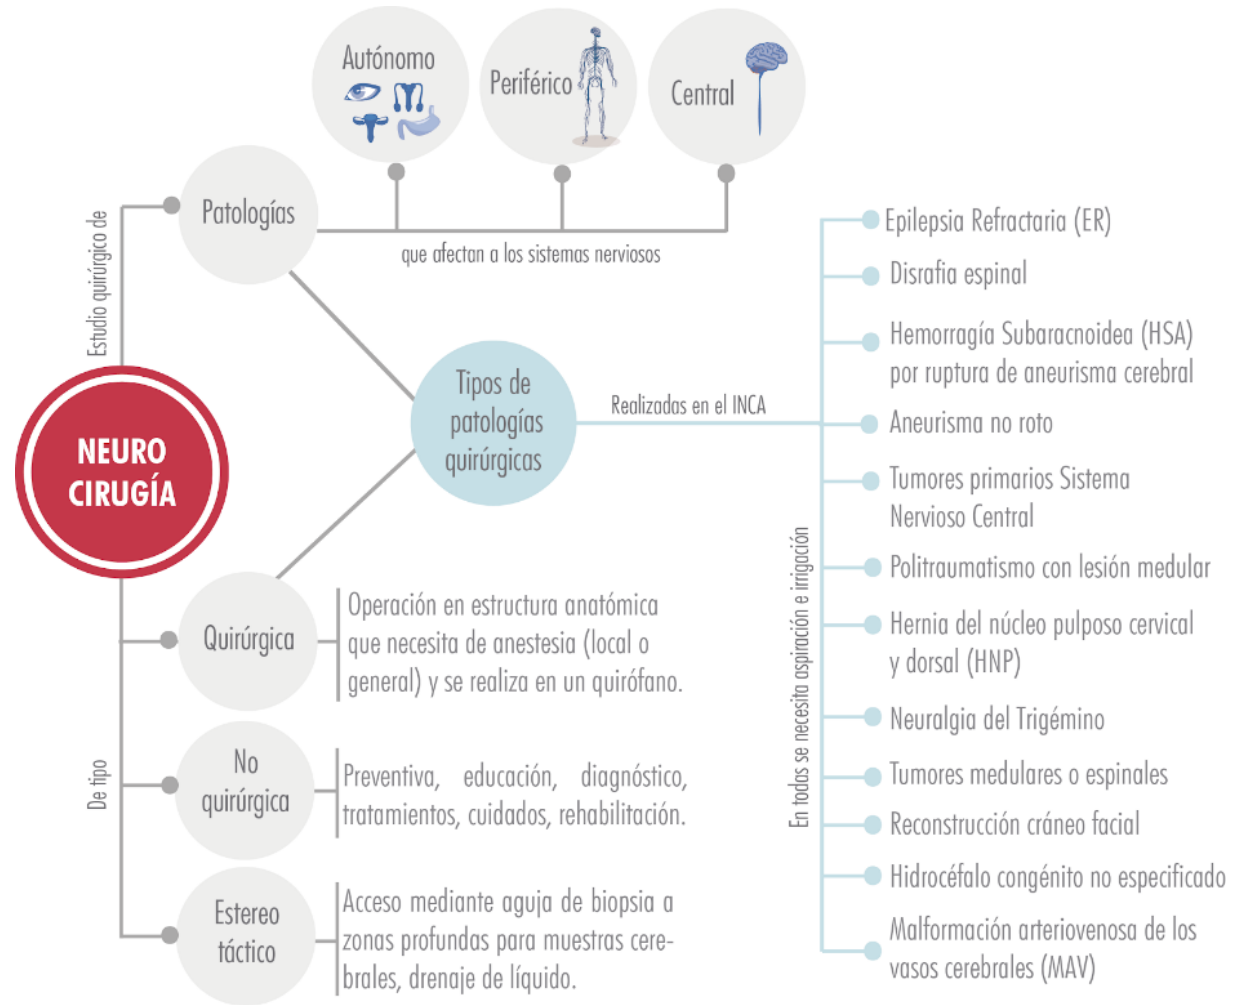 Autónomo
Periférico
Central
Patologías
Estudio quirúrgico de
que afectan a los sistemas nerviosos
NEURO
CIRUGÍA
Tipos de
patologías
quirúrgicas
Realizadas en el INCA
En todas se necesita aspiración e irrigación
Epilepsia Refractaria (ER)
Disrafia espinal
Hemorragía Subaracnoidea (HSA)
por ruptura de aneurisma cerebral
Aneurisma no roto
Tumores primarios Sistema
Nervioso Central
Politraumatismo con lesión medular
Hernia del núcleo pulposo cervical
y dorsal (HNP)
Neuralgia del Trigémino
Tumores medulares o espinales
Reconstrucción cráneo facial
Hidrocéfalo congénito no especificado
Malformación arteriovenosa de los
vasos cerebrales (MAV)
De tipo
Quirúrgica
Operación en estructura anatómica
que necesita de anestesia (local o
general) y se realiza en un quirófano.
No
quirúrgica
Preventiva, educación, diagnóstico,
tratamientos, cuidados, rehabilitación.
Estereo
táctico
Acceso mediante aguja de biopsia a
zonas profundas para muestras cere-
brales, drenaje de líquido.